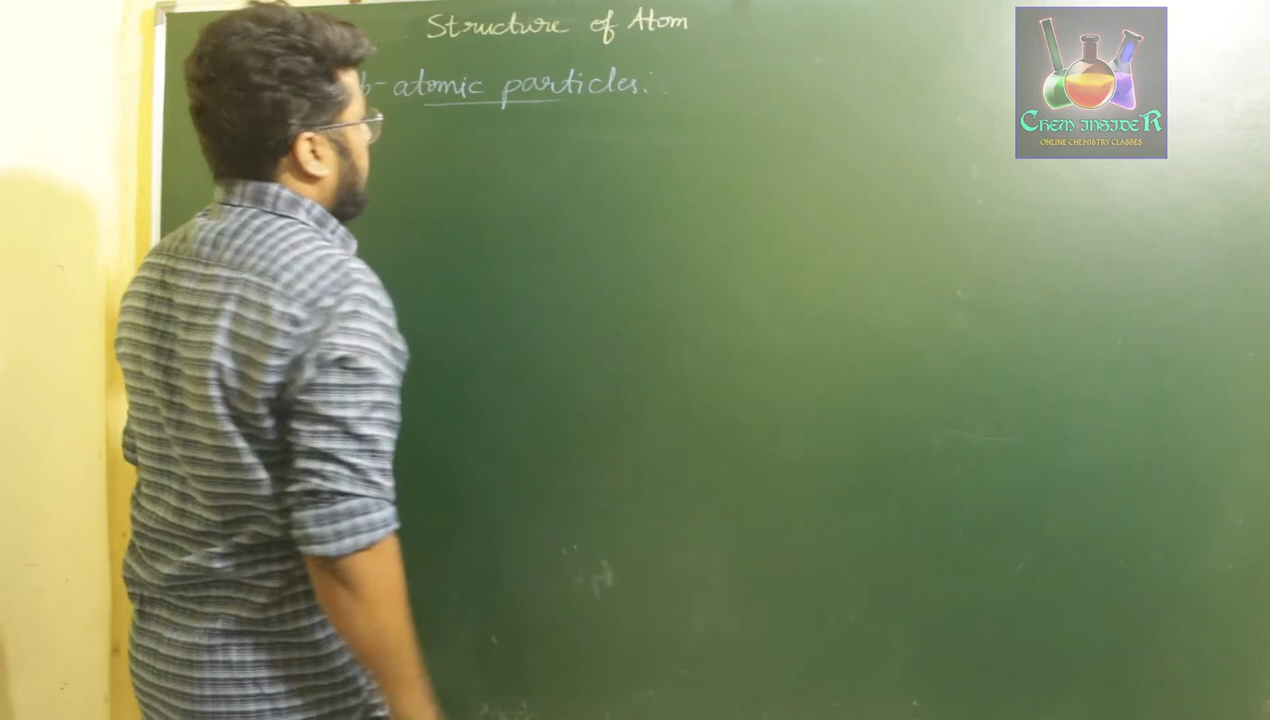 Structure of Atom
b-atomic particles:
Chem insideR
ONLINE CHEMISTRY CLASSES